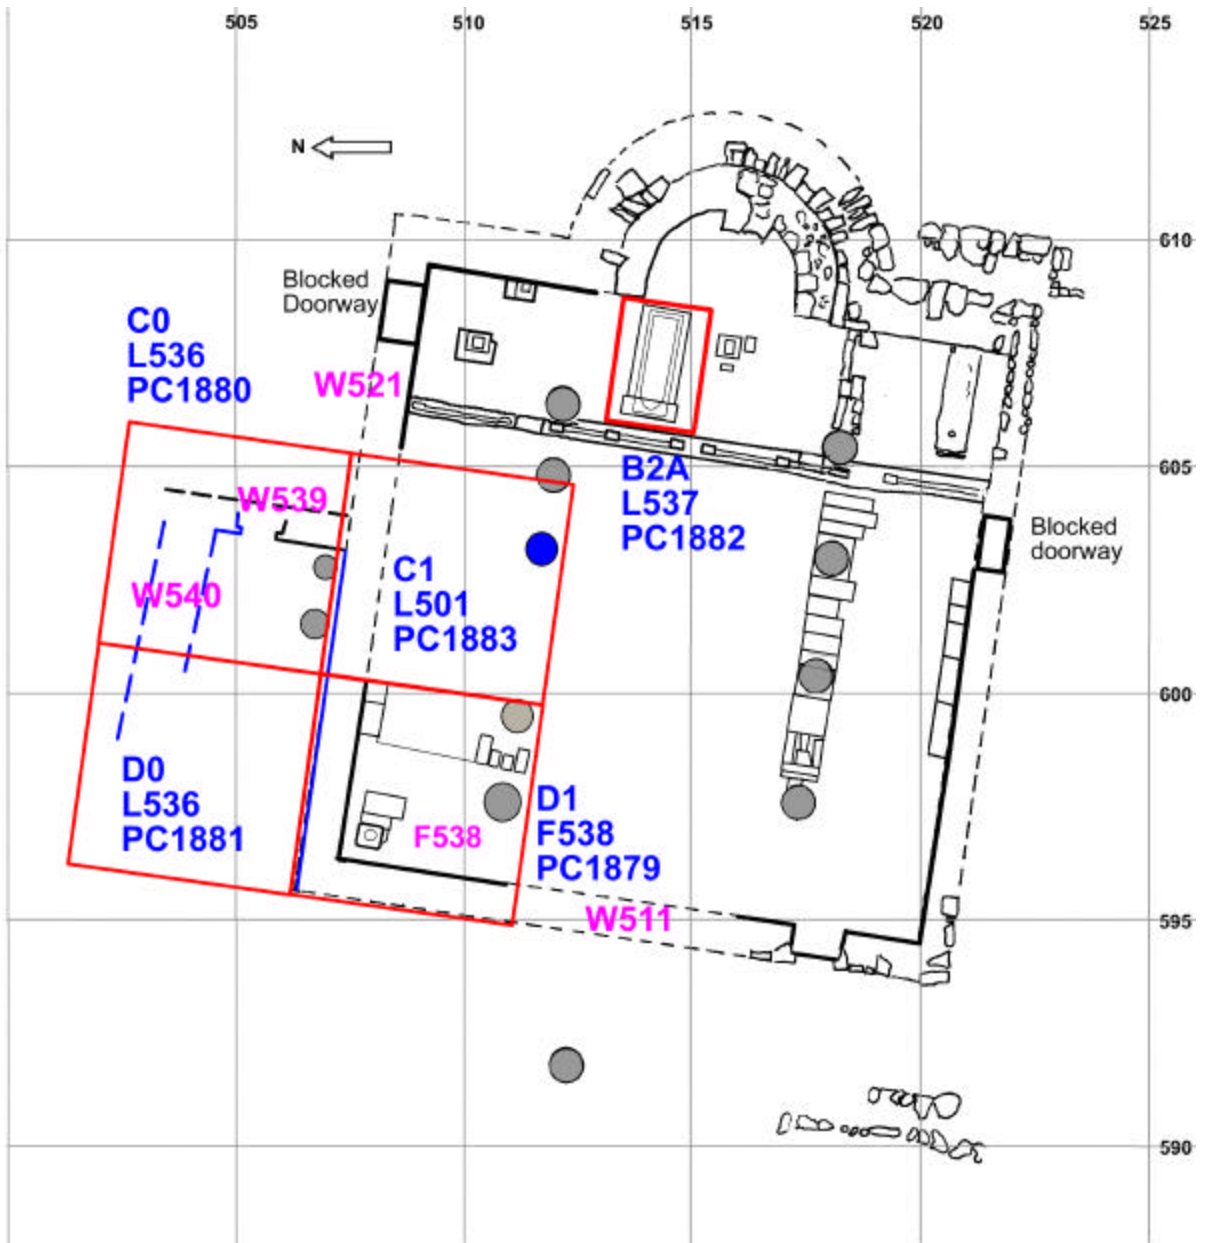 505 510 515 520 525
N
610
Blocked
Doorway
C0
L536
PC1880
W521
605
B2A
L537
PC1882
W539
Blocked
doorway
C1
L501
PC1883
W540
600
D0
L536
PC1881
D1
F538
PC1879
F538
W511
595
590